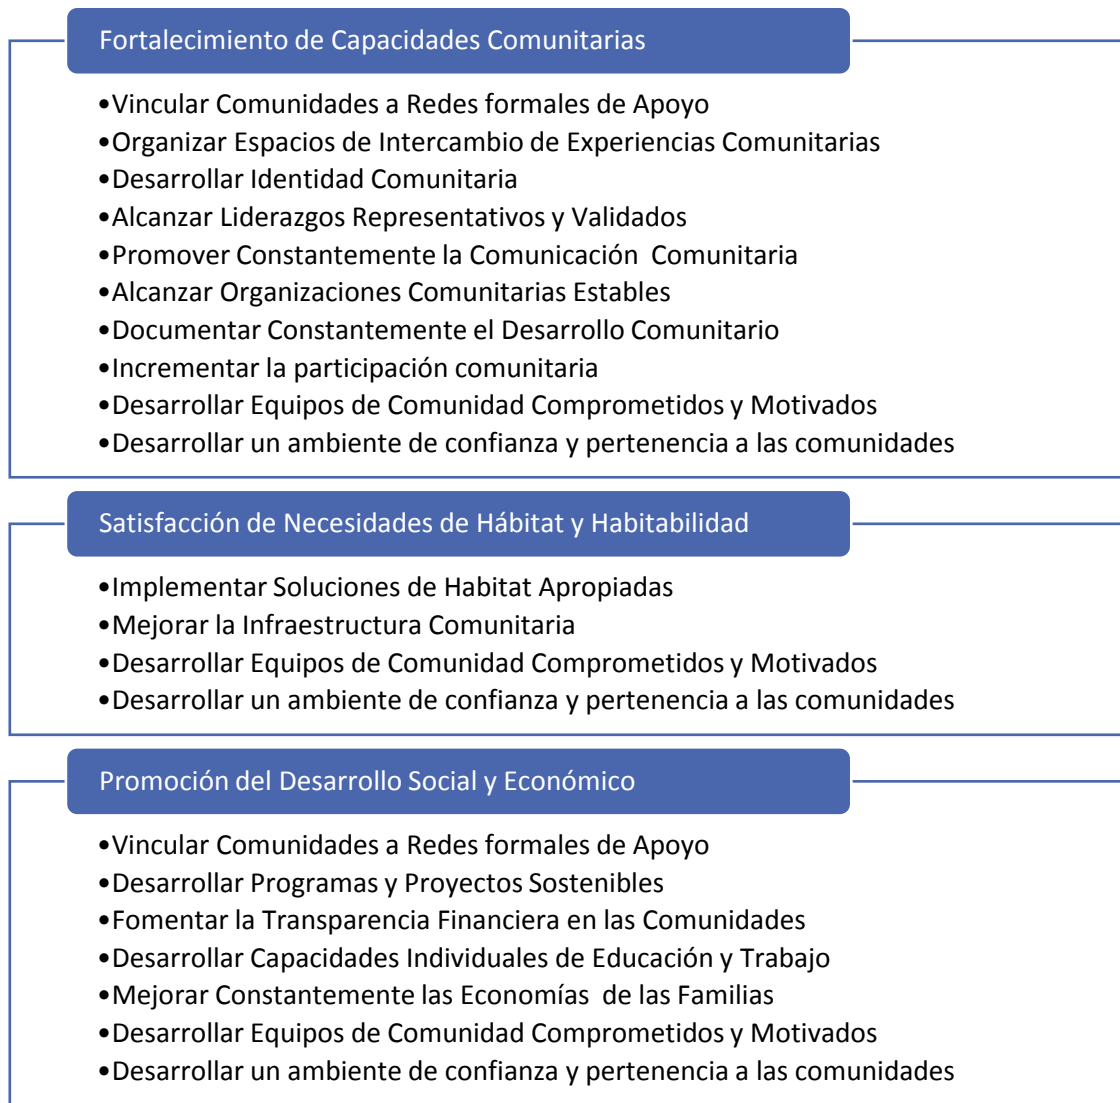 Fortalecimiento de Capacidades Comunitarias
•Vincular Comunidades a Redes formales de Apoyo
•Organizar Espacios de Intercambio de Experiencias Comunitarias
•Desarrollar Identidad Comunitaria
•Alcanzar Liderazgos Representativos y Validados
•Promover Constantemente la Comunicación  Comunitaria
•Alcanzar Organizaciones Comunitarias Estables
•Documentar Constantemente el Desarrollo Comunitario
•Incrementar la participación comunitaria
•Desarrollar Equipos de Comunidad Comprometidos y Motivados
•Desarrollar un ambiente de confianza y pertenencia a las comunidades
Satisfacción de Necesidades de Hábitat y Habitabilidad
•Implementar Soluciones de Habitat Apropiadas
•Mejorar la Infraestructura Comunitaria
•Desarrollar Equipos de Comunidad Comprometidos y Motivados
•Desarrollar un ambiente de confianza y pertenencia a las comunidades
Promoción del Desarrollo Social y Económico
•Vincular Comunidades a Redes formales de Apoyo
•Desarrollar Programas y Proyectos Sostenibles
•Fomentar la Transparencia Financiera en las Comunidades
•Desarrollar Capacidades Individuales de Educación y Trabajo
•Mejorar Constantemente las Economías  de las Familias
•Desarrollar Equipos de Comunidad Comprometidos y Motivados
•Desarrollar un ambiente de confianza y pertenencia a las comunidades